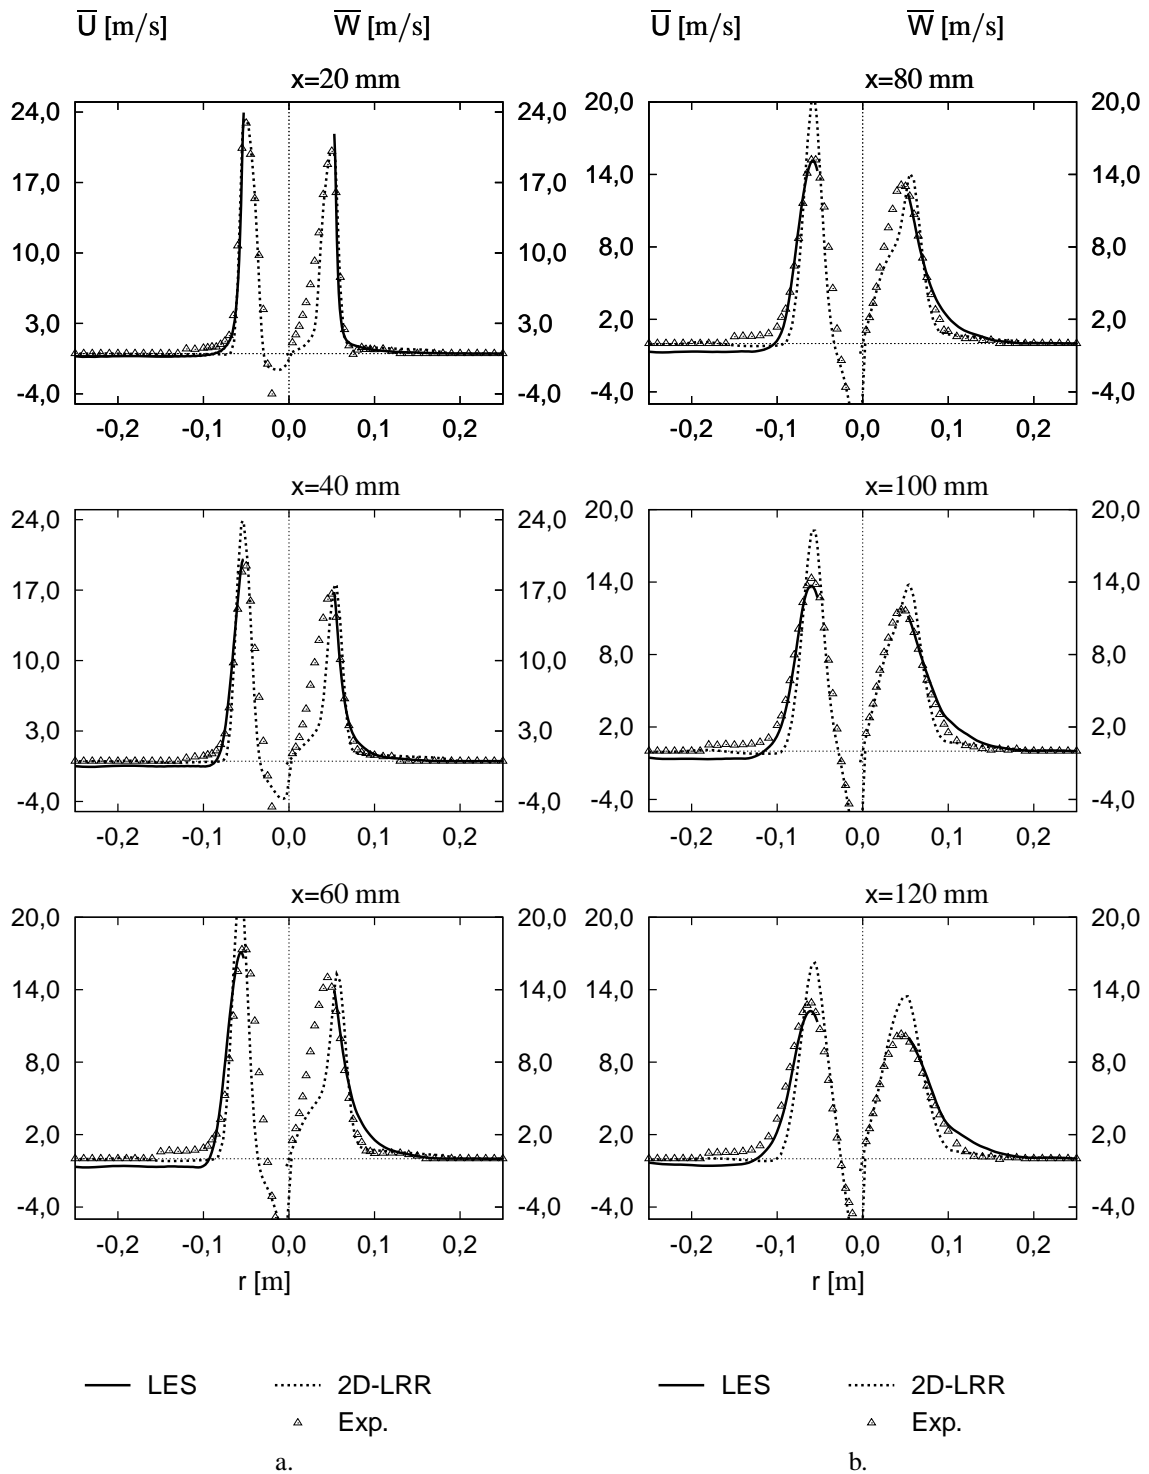 U [m/s] W [m/s] U [m/s] W [m/s]
x=20 mm x=80 mm
24,0 24,0 20,0 20,0
17,0 17,0 14,0 14,0
10,0 10,0 8,0 8,0
3,0 3,0 2,0 2,0
-4,0 -4,0 -4,0 -4,0
-0,2 -0,1 0,0 0,1 0,2 -0,2 -0,1 0,0 0,1 0,2
x=40 mm x=100 mm
24,0 24,0 20,0 20,0
17,0 17,0 14,0 14,0
10,0 10,0 8,0 8,0
3,0 3,0 2,0 2,0
-4,0 -4,0 -4,0 -4,0
-0,2 -0,1 0,0 0,1 0,2 -0,2 -0,1 0,0 0,1 0,2
x=60 mm x=120 mm
20,0 20,0 20,0 20,0
14,0 14,0 14,0 14,0
8,0 8,0 8,0 8,0
2,0 2,0 2,0 2,0
-4,0 -4,0 -4,0 -4,0
-0,2 -0,1 0,0 0,1 0,2 -0,2 -0,1 0,0 0,1 0,2
r [m] r [m]
LES 2D-LRR LES 2D-LRR
Exp. Exp.
a. b.